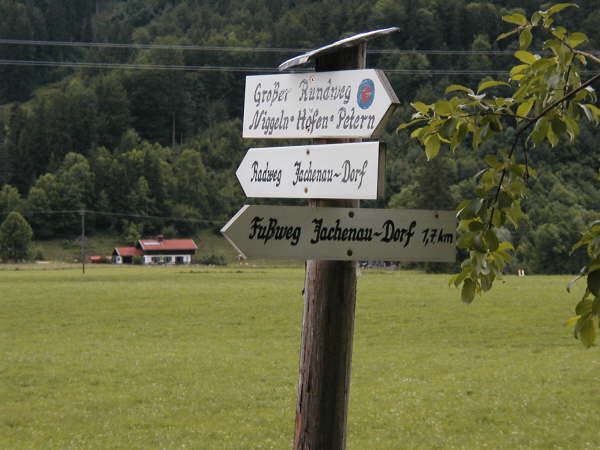 Großer Rundweg
Niggeln • Höfen • Petern
Radweg Jachenau~Dorf
Fußweg Jachenau~Dorf 1,7 km